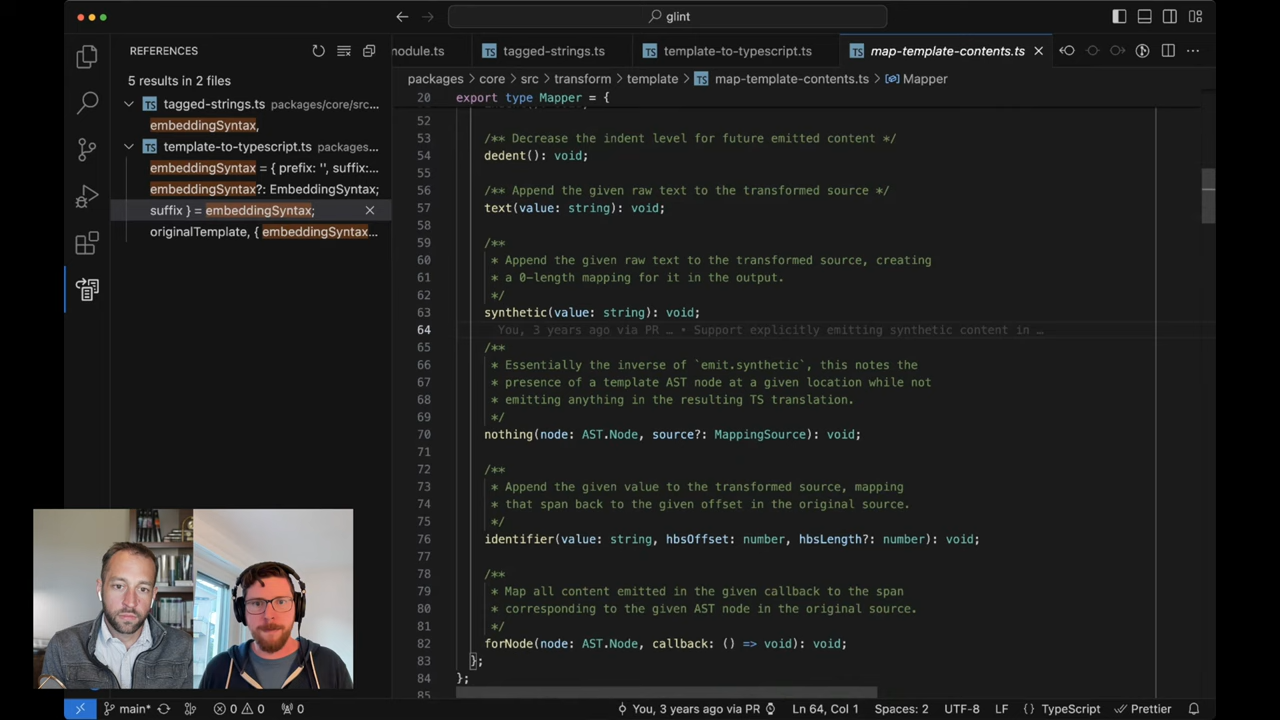 glint
REFERENCES
5 results in 2 files
tagged-strings.ts packages/core/src...
embeddingSyntax,
template-to-typescript.ts packages...
embeddingSyntax = { prefix: '', suffix:...
embeddingSyntax?: EmbeddingSyntax;
suffix } = embeddingSyntax;
originalTemplate, { embeddingSyntax...
nodule.ts
TS tagged-strings.ts
TS template-to-typescript.ts
TS map-template-contents.ts
packages > core > src > transform > template > TS map-template-contents.ts > Mapper
20 export type Mapper = {
52
53 /** Decrease the indent level for future emitted content */
54 dedent(): void;
55
56 /** Append the given raw text to the transformed source */
57 text(value: string): void;
58
59 /**
60 * Append the given raw text to the transformed source, creating
61 * a 0-length mapping for it in the output.
62 */
63 synthetic(value: string): void;
64 You, 3 years ago via PR … • Support explicitly emitting synthetic content in …
65 /**
66 * Essentially the inverse of `emit.synthetic`, this notes the
67 * presence of a template AST node at a given location while not
68 * emitting anything in the resulting TS translation.
69 */
70 nothing(node: AST.Node, source?: MappingSource): void;
71
72 /**
73 * Append the given value to the transformed source, mapping
74 * that span back to the given offset in the original source.
75 */
76 identifier(value: string, hbsOffset: number, hbsLength?: number): void;
77
78 /**
79 * Map all content emitted in the given callback to the span
80 * corresponding to the given AST node in the original source.
81 */
82 forNode(node: AST.Node, callback: () => void): void;
83 };
84 };
85
main* 0 0 0 You, 3 years ago via PR Ln 64, Col 1 Spaces: 2 UTF-8 LF {} TypeScript Prettier